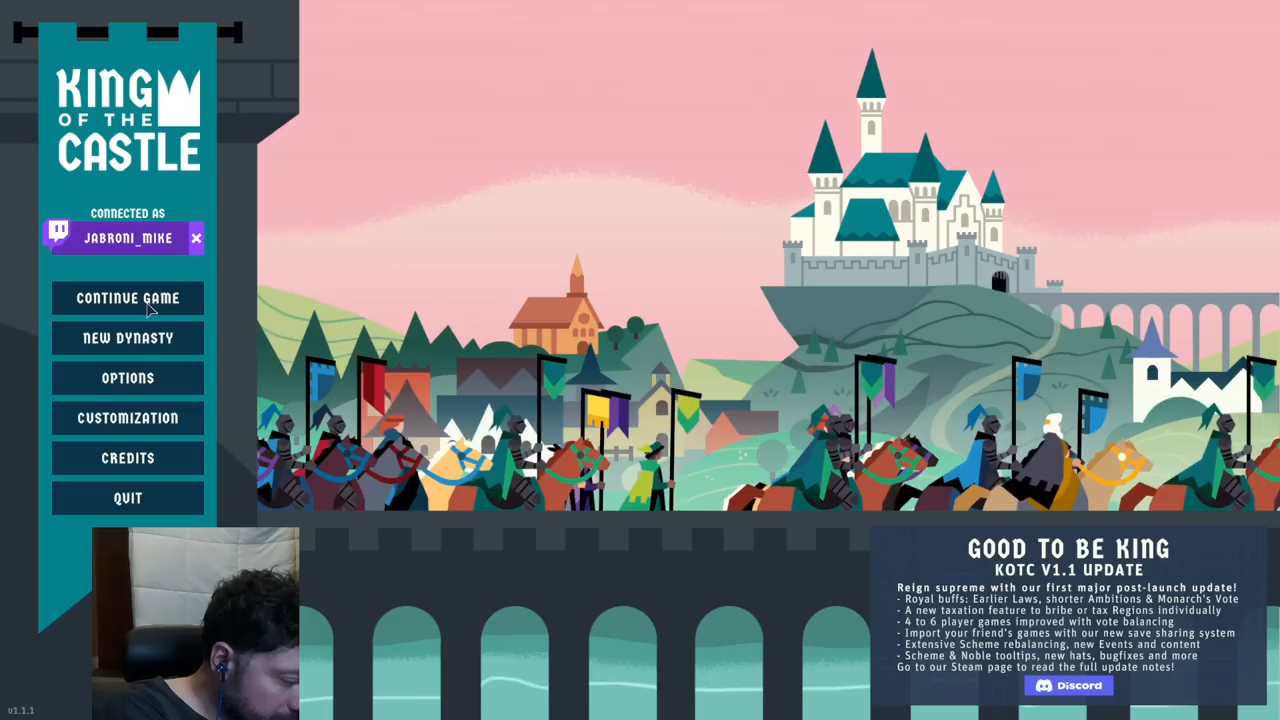 KING
OF THE
CASTLE
CONNECTED AS
JABRONI_MIKE
CONTINUE GAME
NEW DYNASTY
OPTIONS
CUSTOMIZATION
CREDITS
QUIT
v1.1.1
GOOD TO BE KING
KOTC V1.1 UPDATE
Reign supreme with our first major post-launch update!
- Royal buffs: Earlier Laws, shorter Ambitions & Monarch's Vote
- A new taxation feature to bribe or tax Regions individually
- 4 to 6 player games improved with vote balancing
- Import your friend's games with our new save sharing system
- Extensive Scheme rebalancing, new Events and content
- Scheme & Noble tooltips, new hats, bugfixes and more
Go to our Steam page to read the full update notes!
Discord